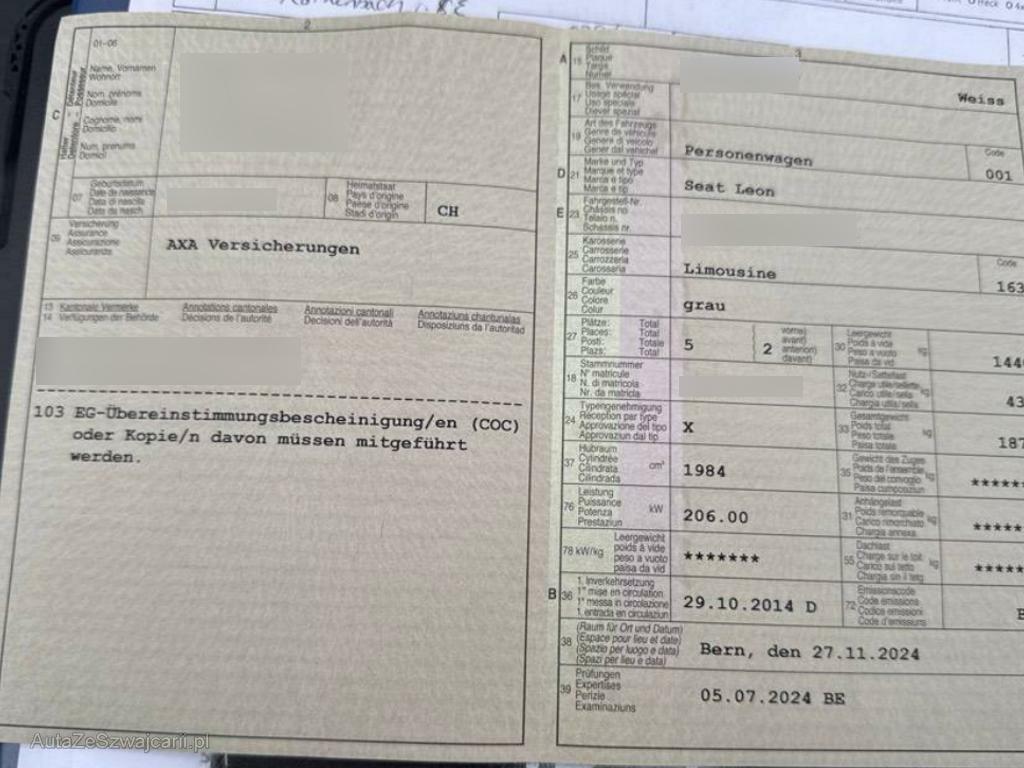 2
01-06
Name, Vornamen
Wohnort
Nom, prénoms
Domicile
Cognome, nomi
Domicilio
Num, prenums
Domicil
C
07
Geburtsdatum
Date de naissance
Data di nascita
Data da nasch.
08
Heimatstaat
Pays d'origine
Paese d'origine
Stadi d'origin
CH
09
Versicherung
Assurance
Assicurazione
Assicuranza
AXA Versicherungen
13 Kantonale Vermerke
14 Verfügungen der Behörde
Annotations cantonales
Décisions de l'autorité
Annotazioni cantonali
Decisioni dell'autorità
Annotaziuns chantunalas
Disposiziuns da l'autoritad
103 EG-Übereinstimmungsbescheinigung/en (COC)
oder Kopie/n davon müssen mitgeführt
werden.
3
A 15
Schild
Plaque
Targa
Numer
Weiss
17
Bes. Verwendung
Usage spécial
Uso speciale
Diever spezial
19
Art des Fahrzeugs
Genre de véhicule
Genere di veicolo
Gener dal vehichel
Personenwagen
Code
001
D 21
Marke und Typ
Marque et type
Marca e tipo
Marca e tip
Seat Leon
E 23
Fahrgestell-Nr.
Châssis no
Telaio n.
Schassis nr.
25
Karosserie
Carrosserie
Carrozzeria
Carossaria
Limousine
Code
163
26
Farbe
Couleur
Colore
Colur
grau
27
Plätze: Total
Places: Total
Posti: Totale
Plazs: Total
5
2
vorne)
avant)
anteriori)
davant)
30
Leergewicht
Poids à vide
Peso a vuoto
Paisa da vid
kg
144
18
Stammnummer
N° matricule
N. di matricola
Nr. da matricla
32
Nutz-/Sattellast
Charge utile/sellette
Carico utile/sella
Chargia utila/sella
kg
43
24
Typengenehmigung
Réception par type
Approvazione del tipo
Approvaziun dal tip
X
33
Gesamtgewicht
Poids total
Peso totale
Paisa totala
kg
187
37
Hubraum
Cylindrée
Cilindrata
Cilindrada
cm³
1984
35
Gewicht des Zuges
Poids de l'ensemble
Peso del convoglio
Paisa cumposiziun
kg
*****
76
Leistung
Puissance
Potenza
Prestaziun
kW
206.00
31
Anhängelast
Poids remorquable
Carico rimorchiato
Chargia annexa
kg
*****
78 kW/kg
Leergewicht
poids à vide
peso a vuoto
paisa da vid
*******
55
Dachlast
Charge sur le toit
Carico sul tetto
Chargia sin il tetg
kg
*****
B 36
1. Inverkehrsetzung
1re mise en circulation
1a messa in circolazione
1. entrada en circulaziun
29.10.2014 D
72
Emissionscode
Code émissions
Codice emissioni
Code d'emissiuns
38
(Raum für Ort und Datum)
(Espace pour lieu et date)
(Spazio per luogo e data)
(Spazi per lieu e data)
Bern, den 27.11.2024
39
Prüfungen
Expertises
Perizie
Examinaziuns
05.07.2024 BE
AutaZeSzwajcarii.pl